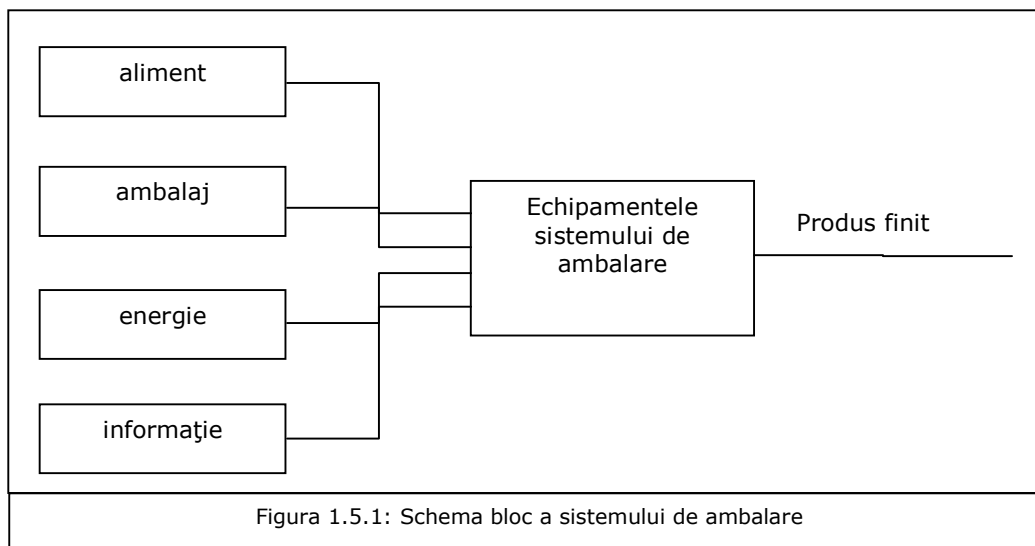 aliment
ambalaj
energie
informaţie
Echipamentele
sistemului de
ambalare
Produs finit
Figura 1.5.1: Schema bloc a sistemului de ambalare